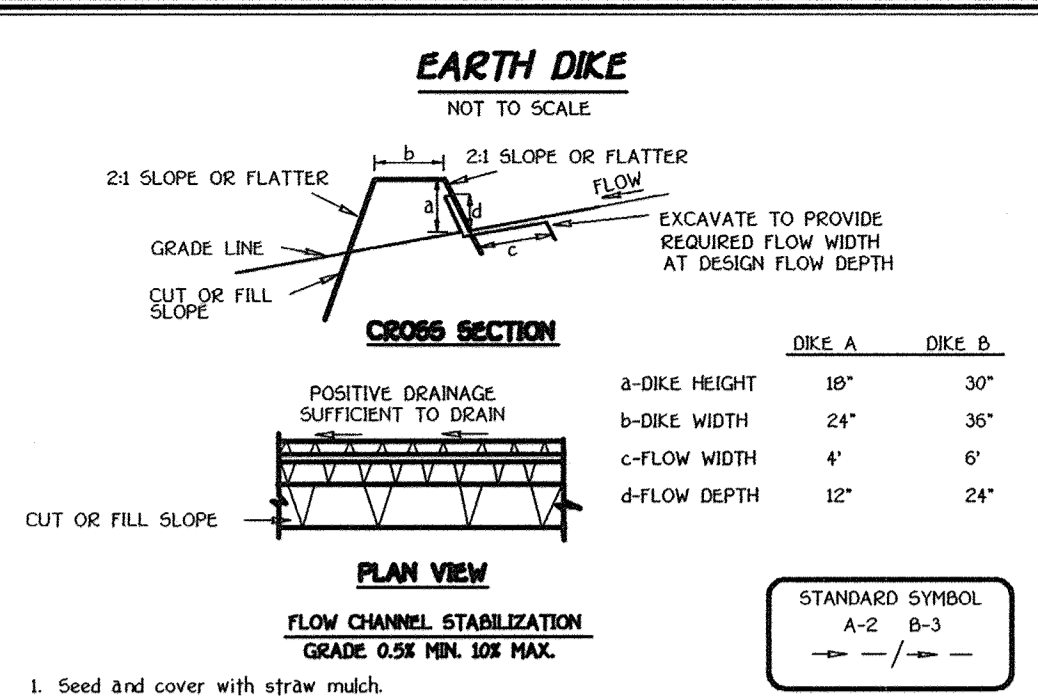 EARTH DIKE
NOT TO SCALE
b
2:1 SLOPE OR FLATTER
2:1 SLOPE OR FLATTER
FLOW
a
d
EXCAVATE TO PROVIDE
REQUIRED FLOW WIDTH
AT DESIGN FLOW DEPTH
GRADE LINE
c
CUT OR FILL
SLOPE
CROSS SECTION
DIKE A DIKE B
a-DIKE HEIGHT 18" 30"
b-DIKE WIDTH 24" 36"
c-FLOW WIDTH 4' 6'
d-FLOW DEPTH 12" 24"
POSITIVE DRAINAGE
SUFFICIENT TO DRAIN
CUT OR FILL SLOPE
PLAN VIEW
FLOW CHANNEL STABILIZATION
GRADE 0.5% MIN. 10% MAX.
STANDARD SYMBOL
A-2 B-3
1. Seed and cover with straw mulch.